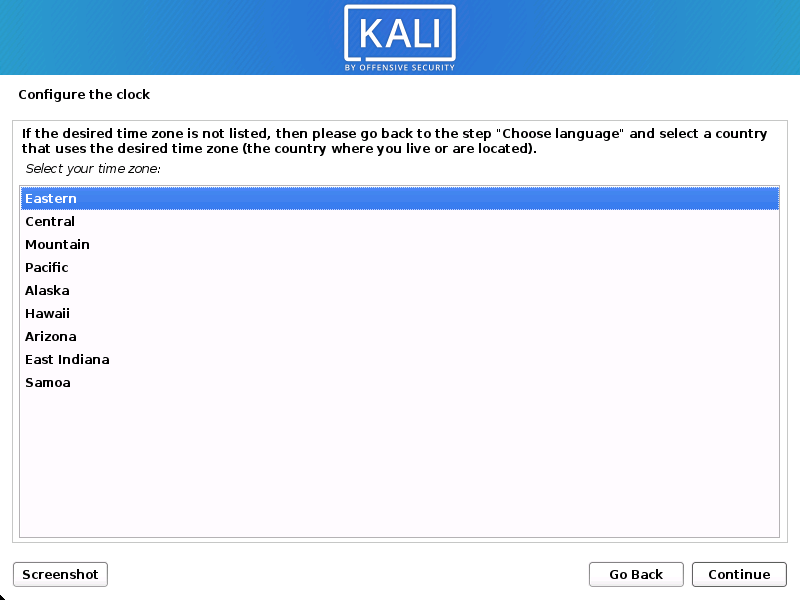 KALI
BY OFFENSIVE SECURITY
Configure the clock
If the desired time zone is not listed, then please go back to the step "Choose language" and select a country
that uses the desired time zone (the country where you live or are located).
Select your time zone:
Eastern
Central
Mountain
Pacific
Alaska
Hawaii
Arizona
East Indiana
Samoa
Screenshot
Go Back
Continue